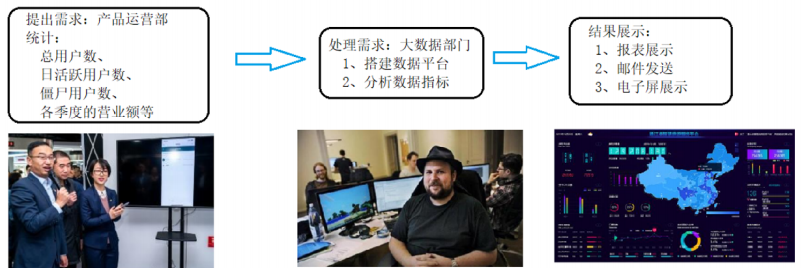 提出需求：产品运营部
统计：
总用户数、
日活跃用户数、
僵尸用户数、
各季度的营业额等
处理需求：大数据部门
1、搭建数据平台
2、分析数据指标
结果展示：
1、报表展示
2、邮件发送
3、电子屏展示